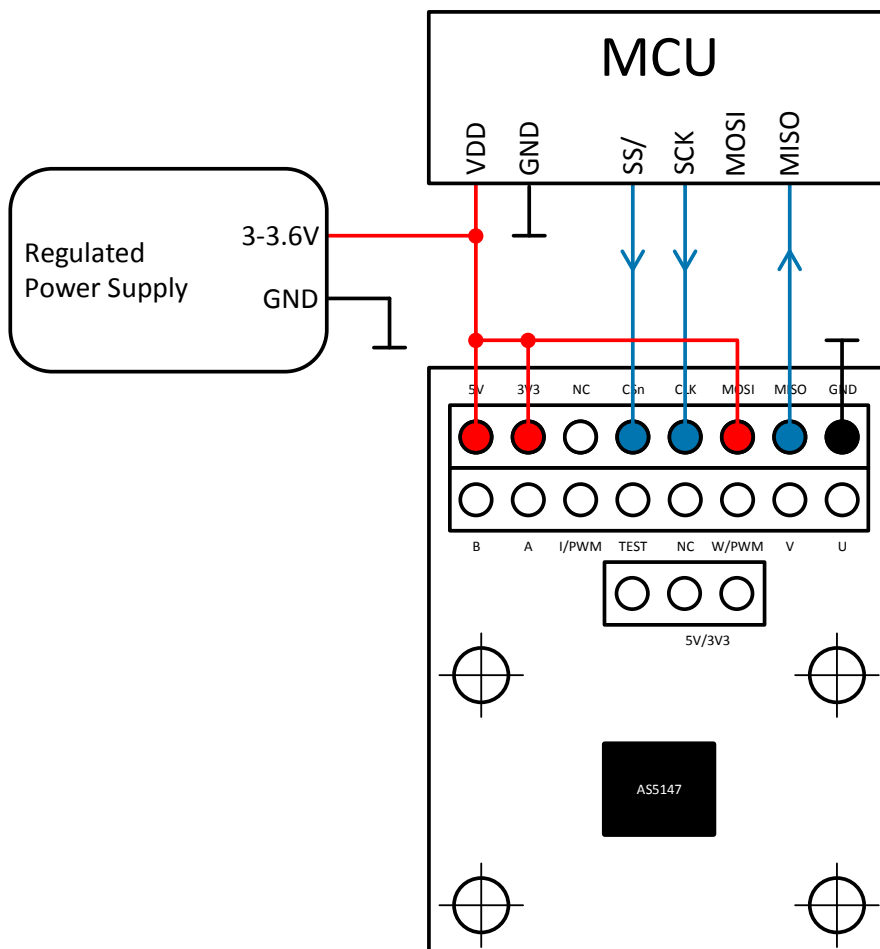 MCU
VDD
GND
SS/
SCK
MOSI
MISO
Regulated
Power Supply
3-3.6V
GND
5V 3V3 NC CSn CLK MOSI MISO GND
B A I/PWM TEST NC W/PWM V U
5V/3V3
AS5147